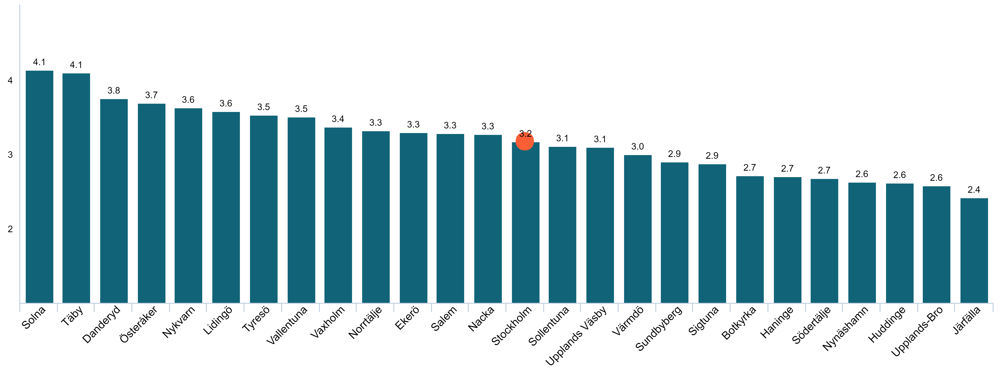 4
3
2
4.1
4.1
3.8
3.7
3.6
3.6
3.5
3.5
3.4
3.3
3.3
3.3
3.3
3.2
3.1
3.1
3.0
2.9
2.9
2.7
2.7
2.7
2.6
2.6
2.6
2.4
Solna
Täby
Danderyd
Österåker
Nykvarn
Lidingö
Tyresö
Vallentuna
Vaxholm
Norrtälje
Ekerö
Salem
Nacka
Stockholm
Sollentuna
Upplands Väsby
Värmdö
Sundbyberg
Sigtuna
Botkyrka
Haninge
Södertälje
Nynäshamn
Huddinge
Upplands-Bro
Järfälla